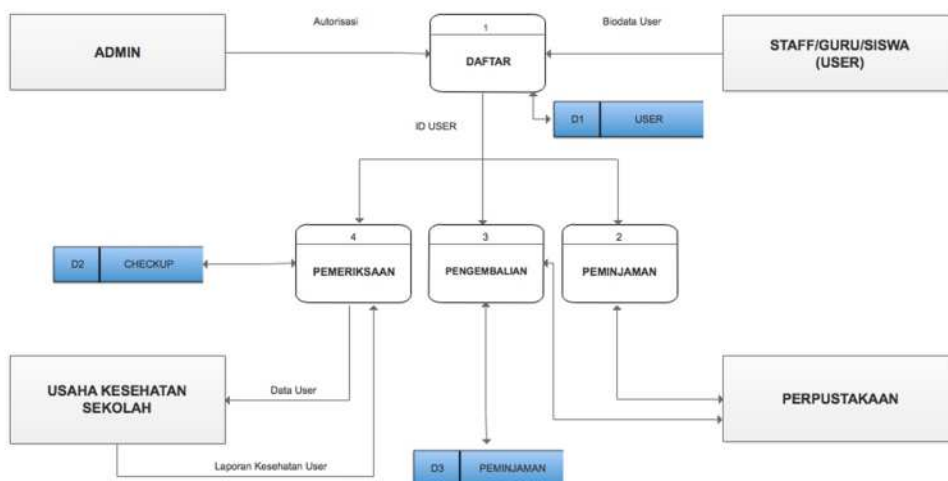 Autorisasi
1
Biodata User
ADMIN
DAFTAR
STAFF/GURU/SISWA
(USER)
D1 USER
ID USER
4
3
2
D2 CHECKUP
PEMERIKSAAN
PENGEMBALIAN
PEMINJAMAN
USAHA KESEHATAN
SEKOLAH
Data User
PERPUSTAKAAN
Laporan Kesehatan User
D3 PEMINJAMAN